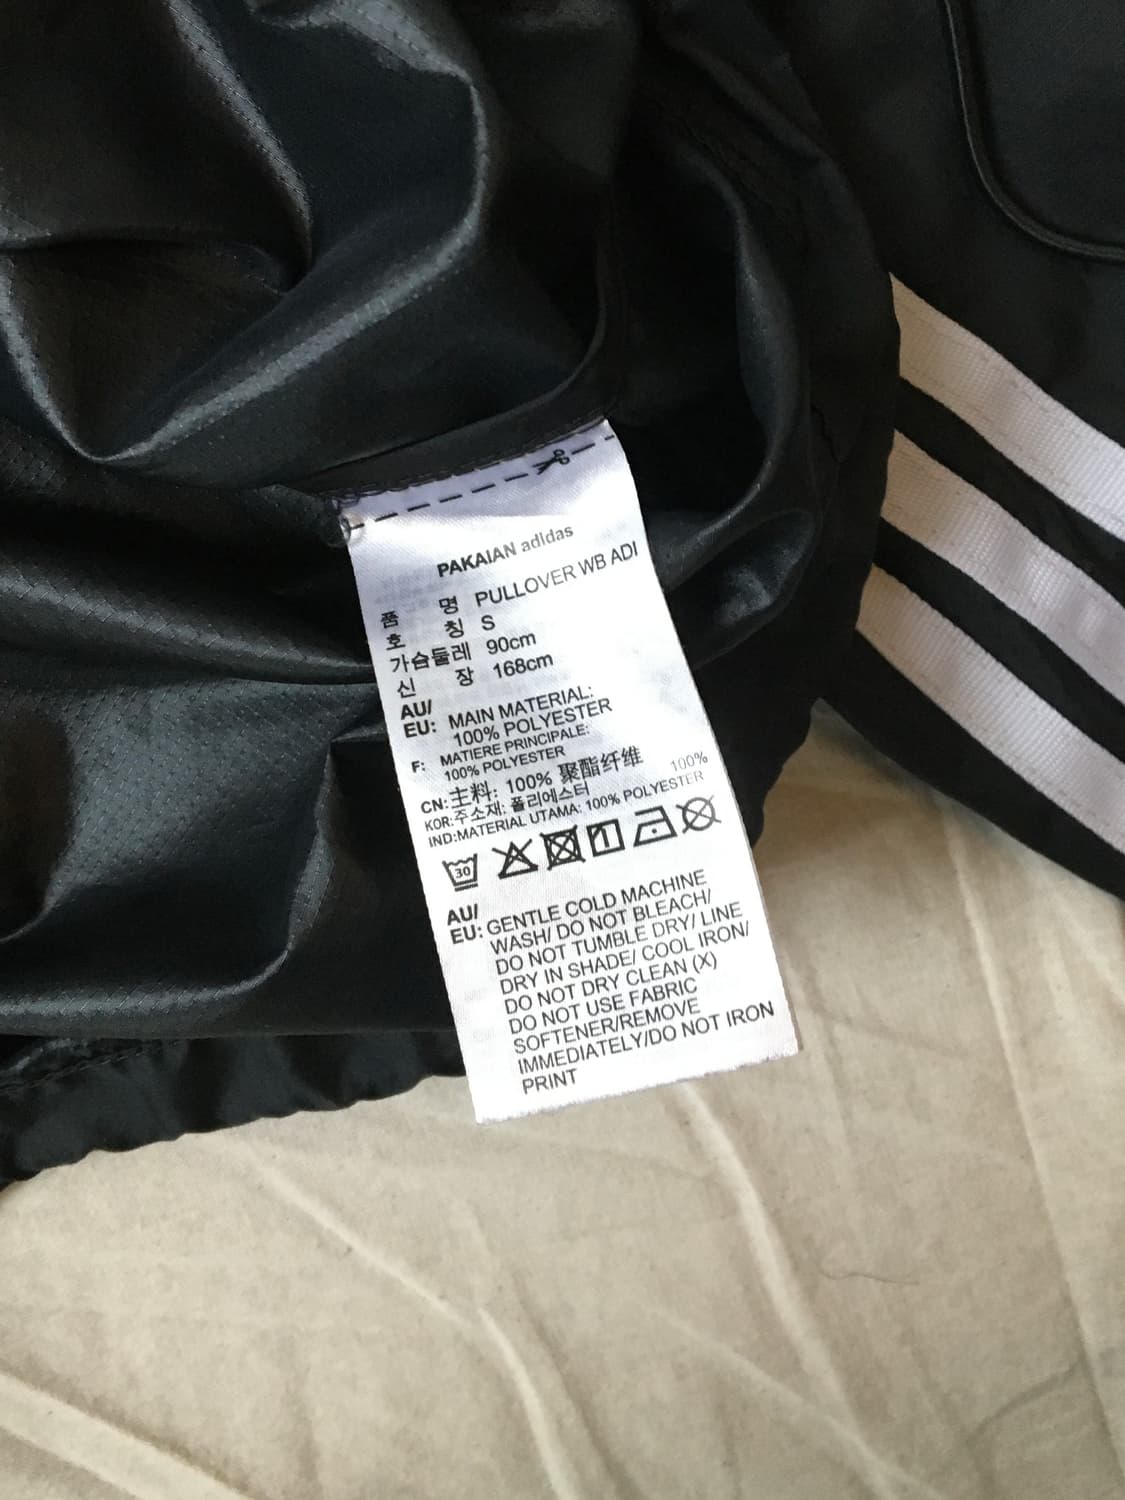 PAKAIAN adidas
품 명 PULLOVER WB ADI
호 칭 S
가슴둘레 90cm
신 장 168cm
AU/
EU: MAIN MATERIAL:
100% POLYESTER
F: MATIERE PRINCIPALE:
100% POLYESTER
CN: 主料: 100% 聚酯纤维
KOR:주소재: 폴리에스터 100%
IND:MATERIAL UTAMA: 100% POLYESTER
30
AU/
EU: GENTLE COLD MACHINE
WASH/ DO NOT BLEACH/
DO NOT TUMBLE DRY/ LINE
DRY IN SHADE/ COOL IRON/
DO NOT DRY CLEAN (X)
DO NOT USE FABRIC
SOFTENER/REMOVE
IMMEDIATELY/DO NOT IRON
PRINT